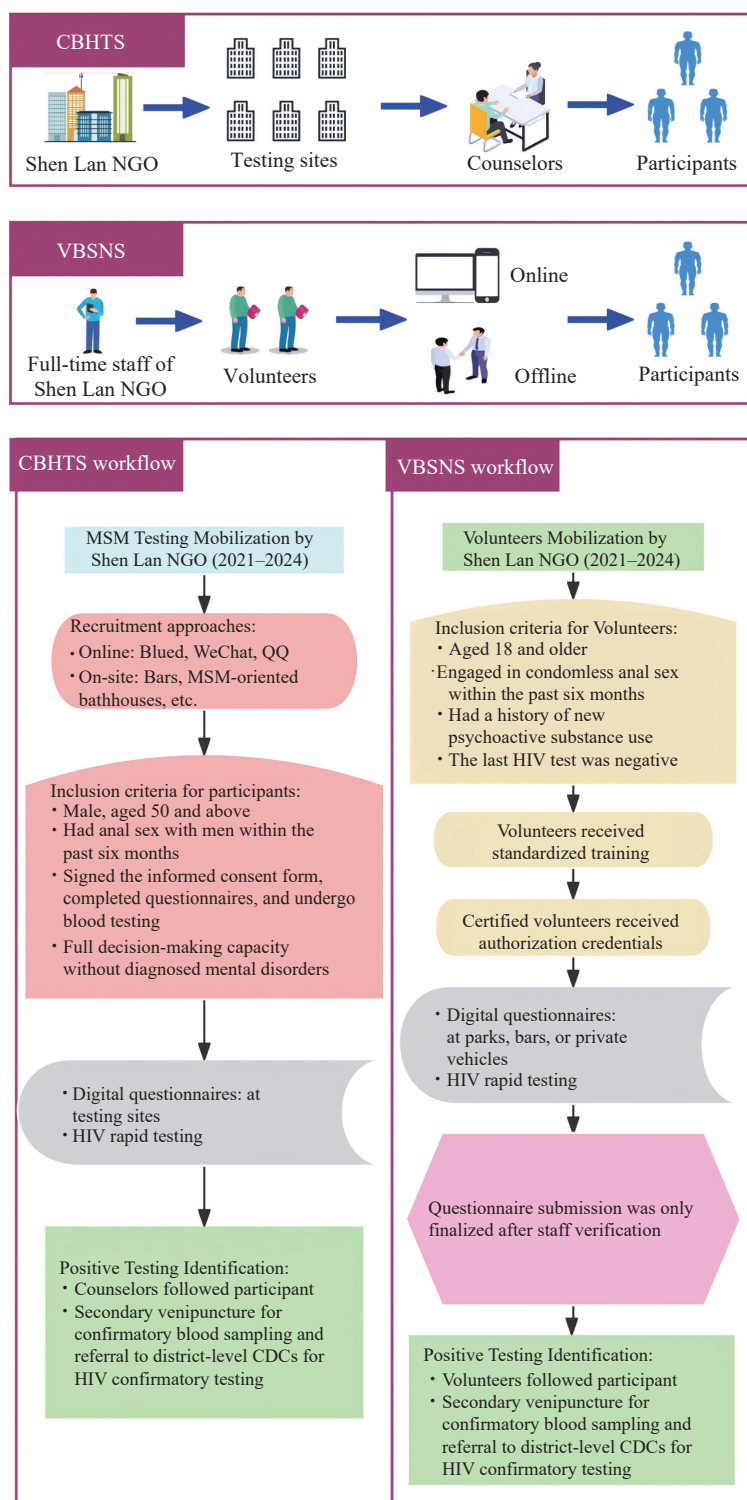 CBHTS
Shen Lan NGO
Testing sites
Counselors
Participants
VBSNS
Full-time staff of
Shen Lan NGO
Volunteers
Online
Offline
Participants
CBHTS workflow
MSM Testing Mobilization by
Shen Lan NGO (2021–2024)
Recruitment approaches:
· Online: Blued, WeChat, QQ
· On-site: Bars, MSM-oriented
bathhouses, etc.
Inclusion criteria for participants:
· Male, aged 50 and above
· Had anal sex with men within the
past six months
· Signed the informed consent form,
completed questionnaires, and undergo
blood testing
· Full decision-making capacity
without diagnosed mental disorders
· Digital questionnaires: at
testing sites
· HIV rapid testing
Positive Testing Identification:
· Counselors followed participant
· Secondary venipuncture for
confirmatory blood sampling and
referral to district-level CDCs for
HIV confirmatory testing
VBSNS workflow
Volunteers Mobilization by
Shen Lan NGO (2021–2024)
Inclusion criteria for Volunteers:
· Aged 18 and older
·Engaged in condomless anal sex
within the past six months
· Had a history of new
psychoactive substance use
· The last HIV test was negative
Volunteers received
standardized training
Certified volunteers received
authorization credentials
· Digital questionnaires:
at parks, bars, or private
vehicles
· HIV rapid testing
Questionnaire submission was only
finalized after staff verification
Positive Testing Identification:
· Volunteers followed participant
· Secondary venipuncture for
confirmatory blood sampling and
referral to district-level CDCs for
HIV confirmatory testing